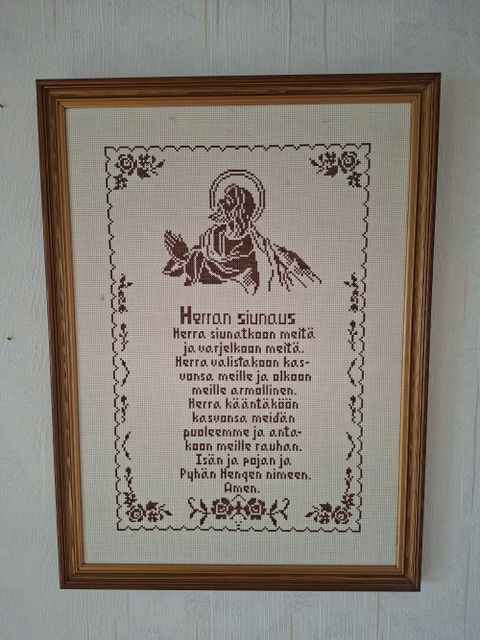 Herran siunaus
Herra siunatkoon meitä
ja varjelkoon meitä.
Herra valistakoon kas-
vonsa meille ja olkoon
meille armollinen.
Herra kääntäköön
kasvonsa meidän
puoleemme ja anta-
koon meille rauhan.
Isän ja pojan ja
Pyhän Hengen nimeen.
Amen.